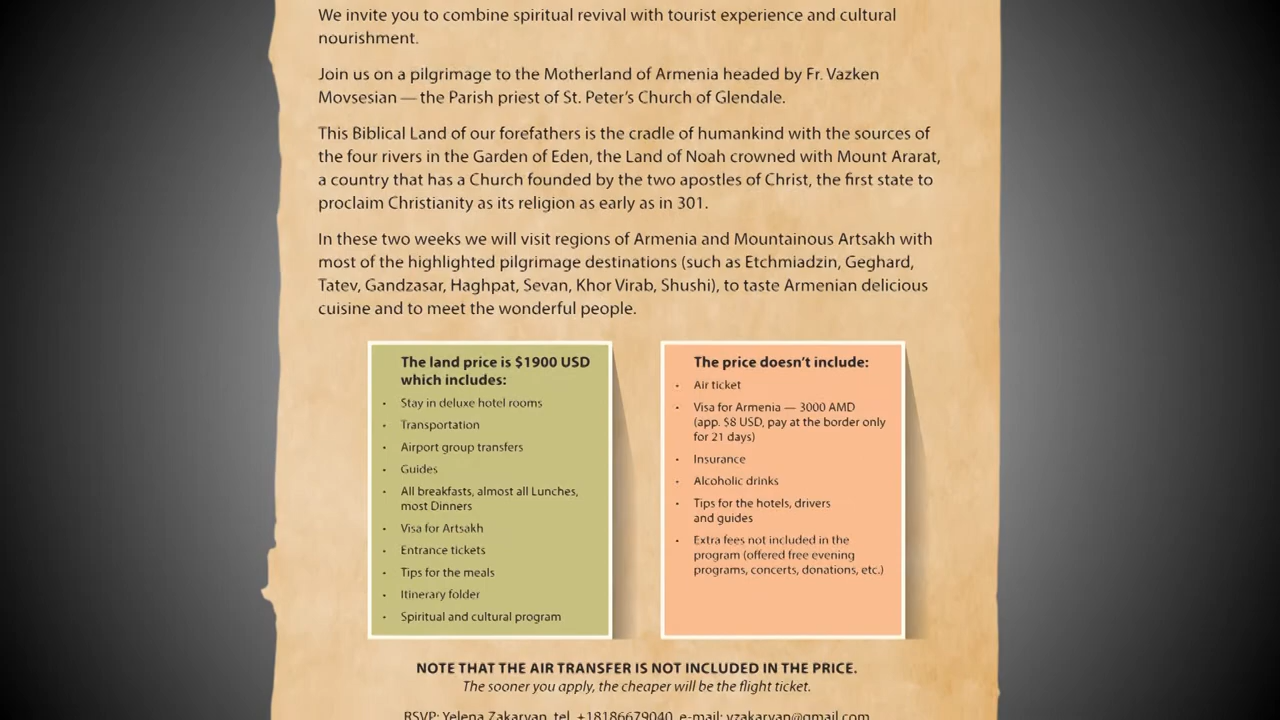 We invite you to combine spiritual revival with tourist experience and cultural
nourishment.
Join us on a pilgrimage to the Motherland of Armenia headed by Fr. Vazken
Movsesian — the Parish priest of St. Peter's Church of Glendale.
This Biblical Land of our forefathers is the cradle of humankind with the sources of
the four rivers in the Garden of Eden, the Land of Noah crowned with Mount Ararat,
a country that has a Church founded by the two apostles of Christ, the first state to
proclaim Christianity as its religion as early as in 301.
In these two weeks we will visit regions of Armenia and Mountainous Artsakh with
most of the highlighted pilgrimage destinations (such as Etchmiadzin, Geghard,
Tatev, Gandzasar, Haghpat, Sevan, Khor Virab, Shushi), to taste Armenian delicious
cuisine and to meet the wonderful people.
The land price is $1900 USD
which includes:
• Stay in deluxe hotel rooms
• Transportation
• Airport group transfers
• Guides
• All breakfasts, almost all Lunches,
most Dinners
• Visa for Artsakh
• Entrance tickets
• Tips for the meals
• Itinerary folder
• Spiritual and cultural program
The price doesn't include:
• Air ticket
• Visa for Armenia — 3000 AMD
(app. $8 USD, pay at the border only
for 21 days)
• Insurance
• Alcoholic drinks
• Tips for the hotels, drivers
and guides
• Extra fees not included in the
program (offered free evening
programs, concerts, donations, etc.)
NOTE THAT THE AIR TRANSFER IS NOT INCLUDED IN THE PRICE.
The sooner you apply, the cheaper will be the flight ticket.
RSVP: Yelena Zakaryan, tel. +18186679040, e-mail: yzakaryan@gmail.com